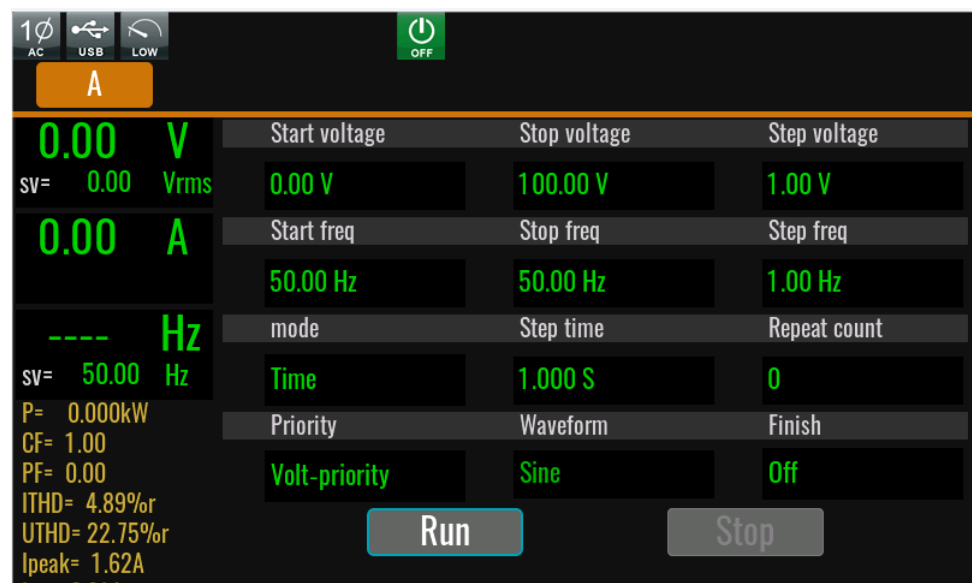 1Ø
AC
USB
LOW
OFF
A
0.00 V
sv= 0.00 Vrms
0.00 A
---- Hz
sv= 50.00 Hz
P= 0.000kW
CF= 1.00
PF= 0.00
ITHD= 4.89%r
UTHD= 22.75%r
Ipeak= 1.62A
Start voltage Stop voltage Step voltage
0.00 V 100.00 V 1.00 V
Start freq Stop freq Step freq
50.00 Hz 50.00 Hz 1.00 Hz
mode Step time Repeat count
Time 1.000 S 0
Priority Waveform Finish
Volt-priority Sine Off
Run Stop